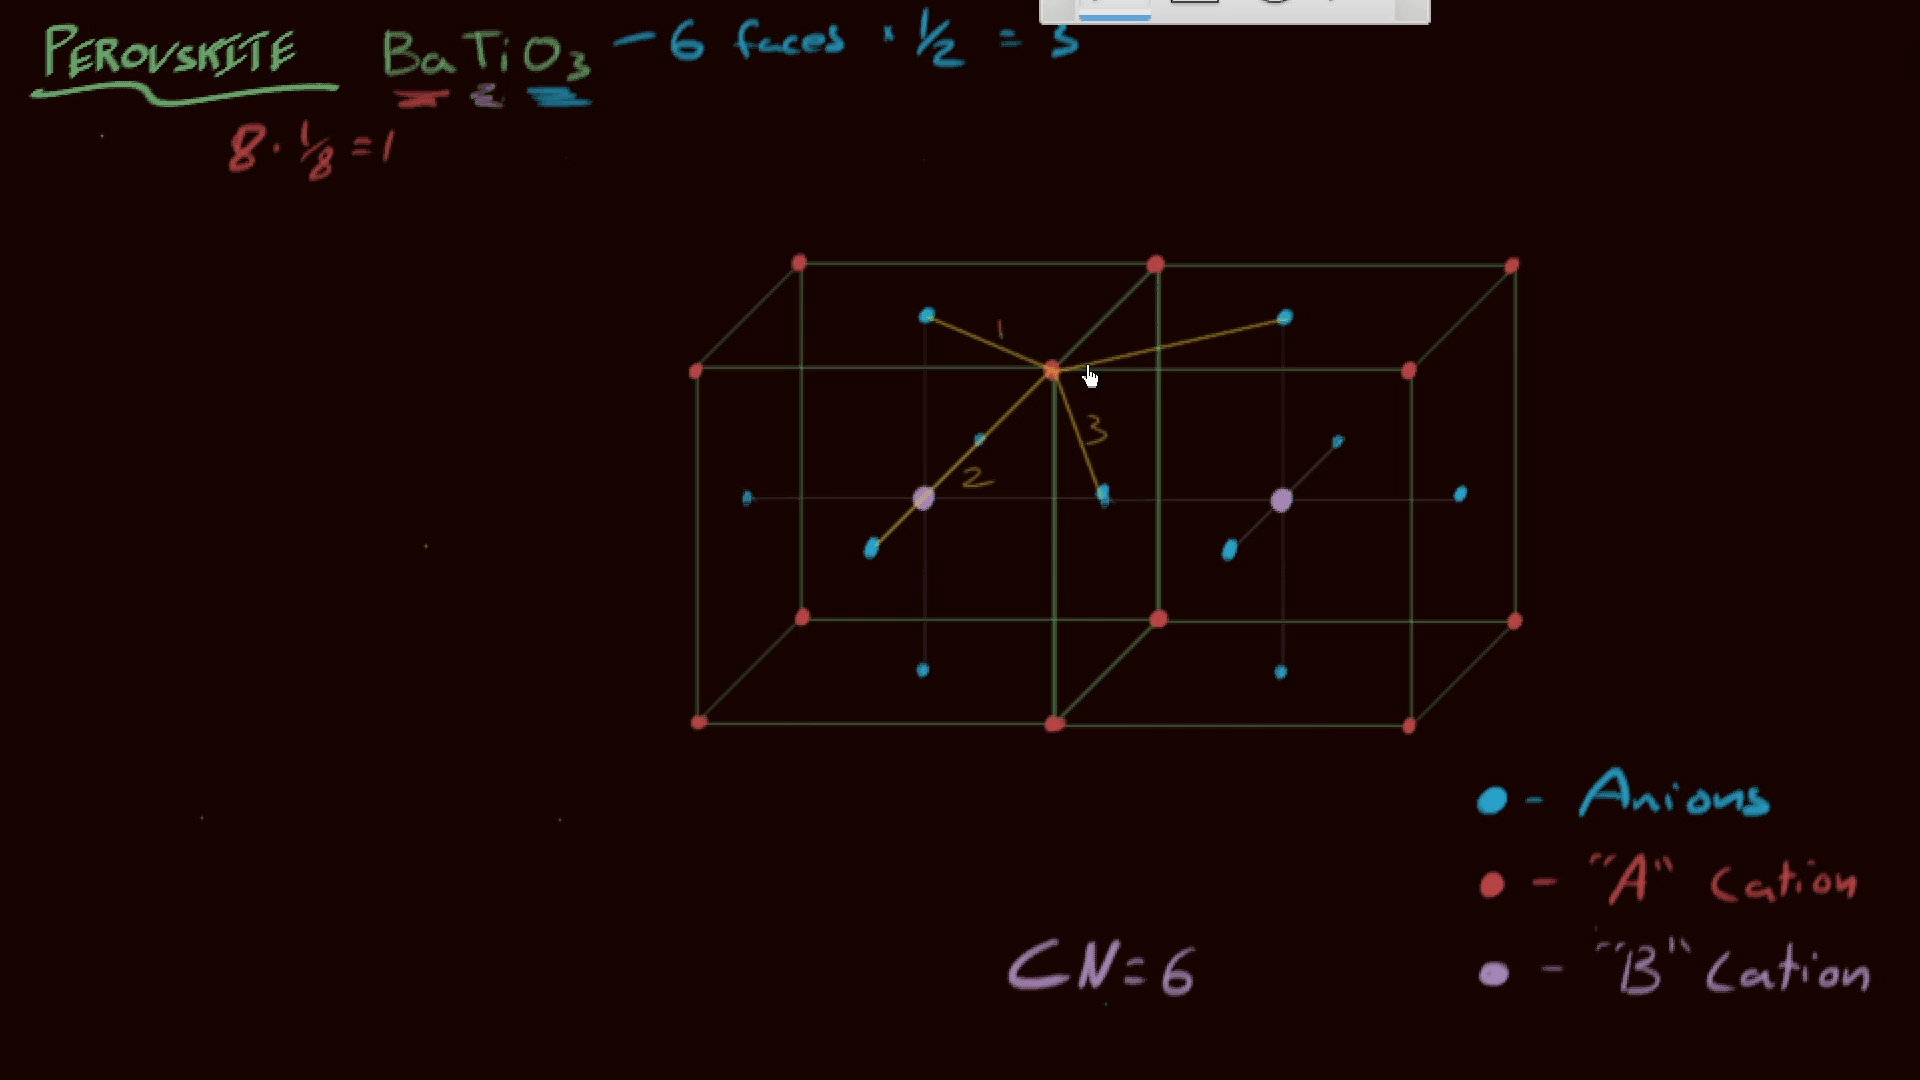 PEROVSKITE BaTiO₃ - 6 faces · 1/2 = 3
8 · 1/8 = 1
1
3
2
- Anions
- "A" Cation
- "B" Cation
CN = 6